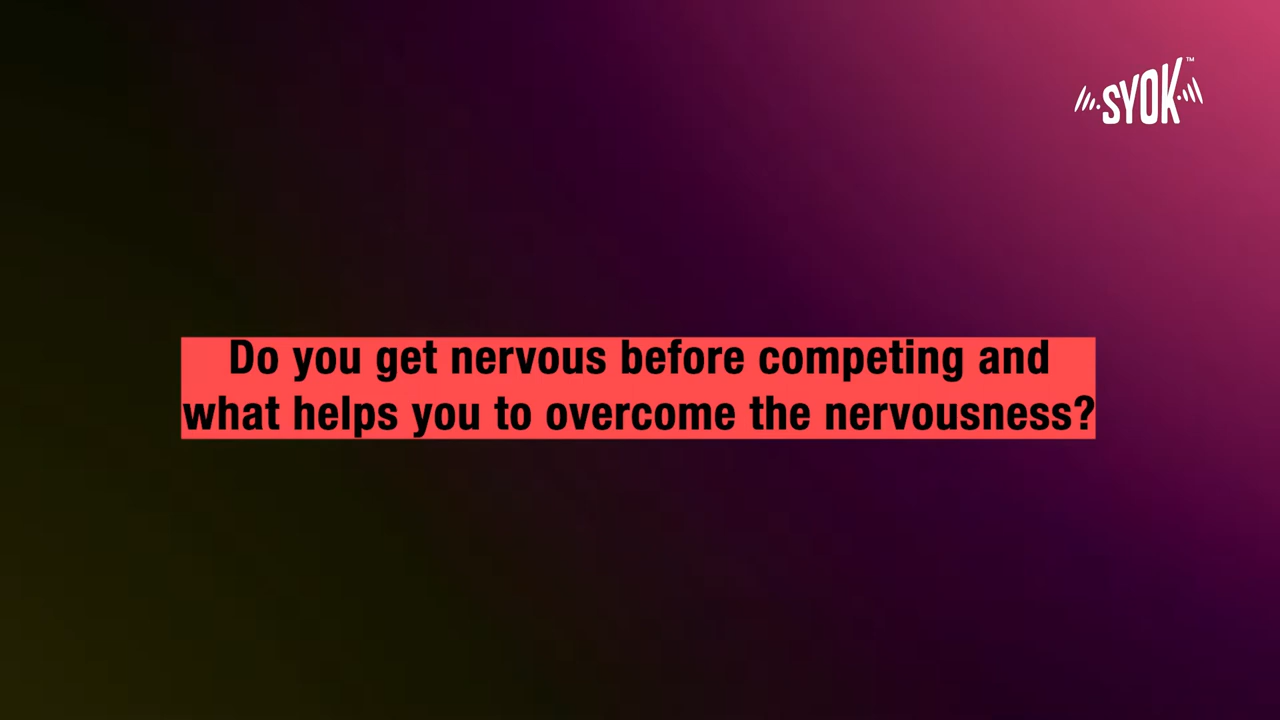 SYOK™
Do you get nervous before competing and
what helps you to overcome the nervousness?